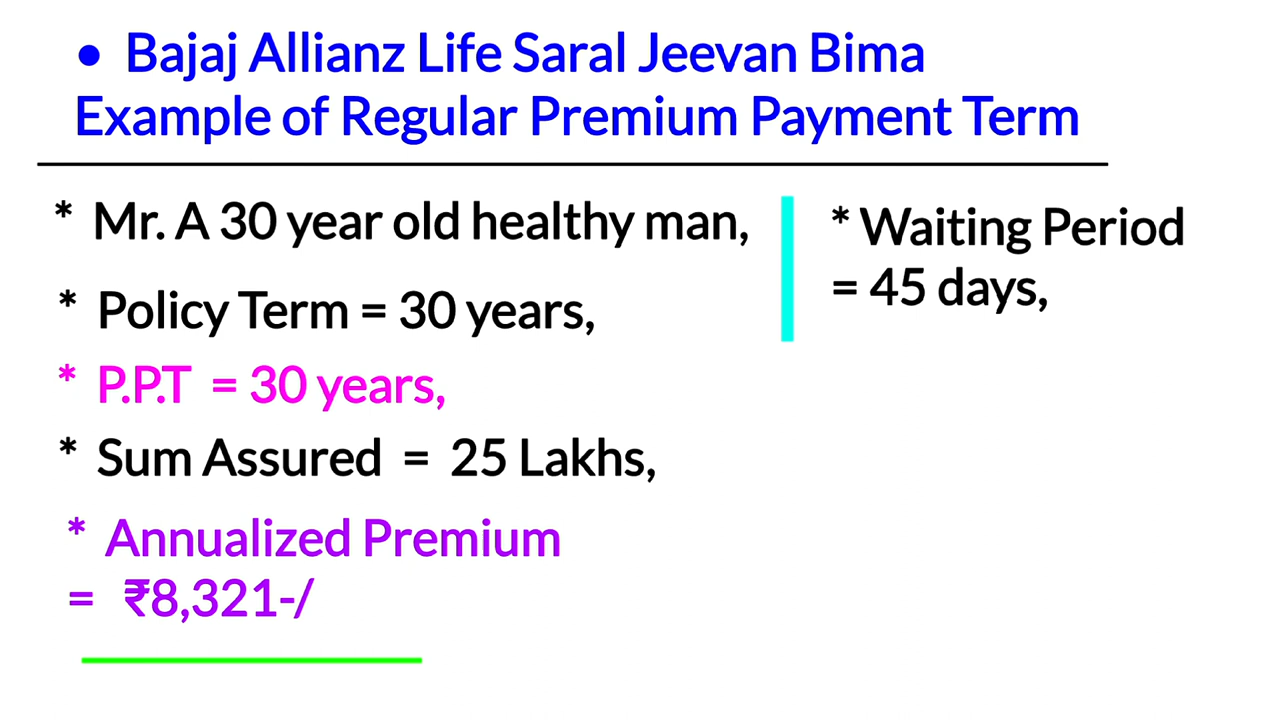 • Bajaj Allianz Life Saral Jeevan Bima
Example of Regular Premium Payment Term
* Mr. A 30 year old healthy man,
* Policy Term = 30 years,
* P.P.T = 30 years,
* Sum Assured = 25 Lakhs,
* Annualized Premium
= ₹8,321-/
* Waiting Period
= 45 days,